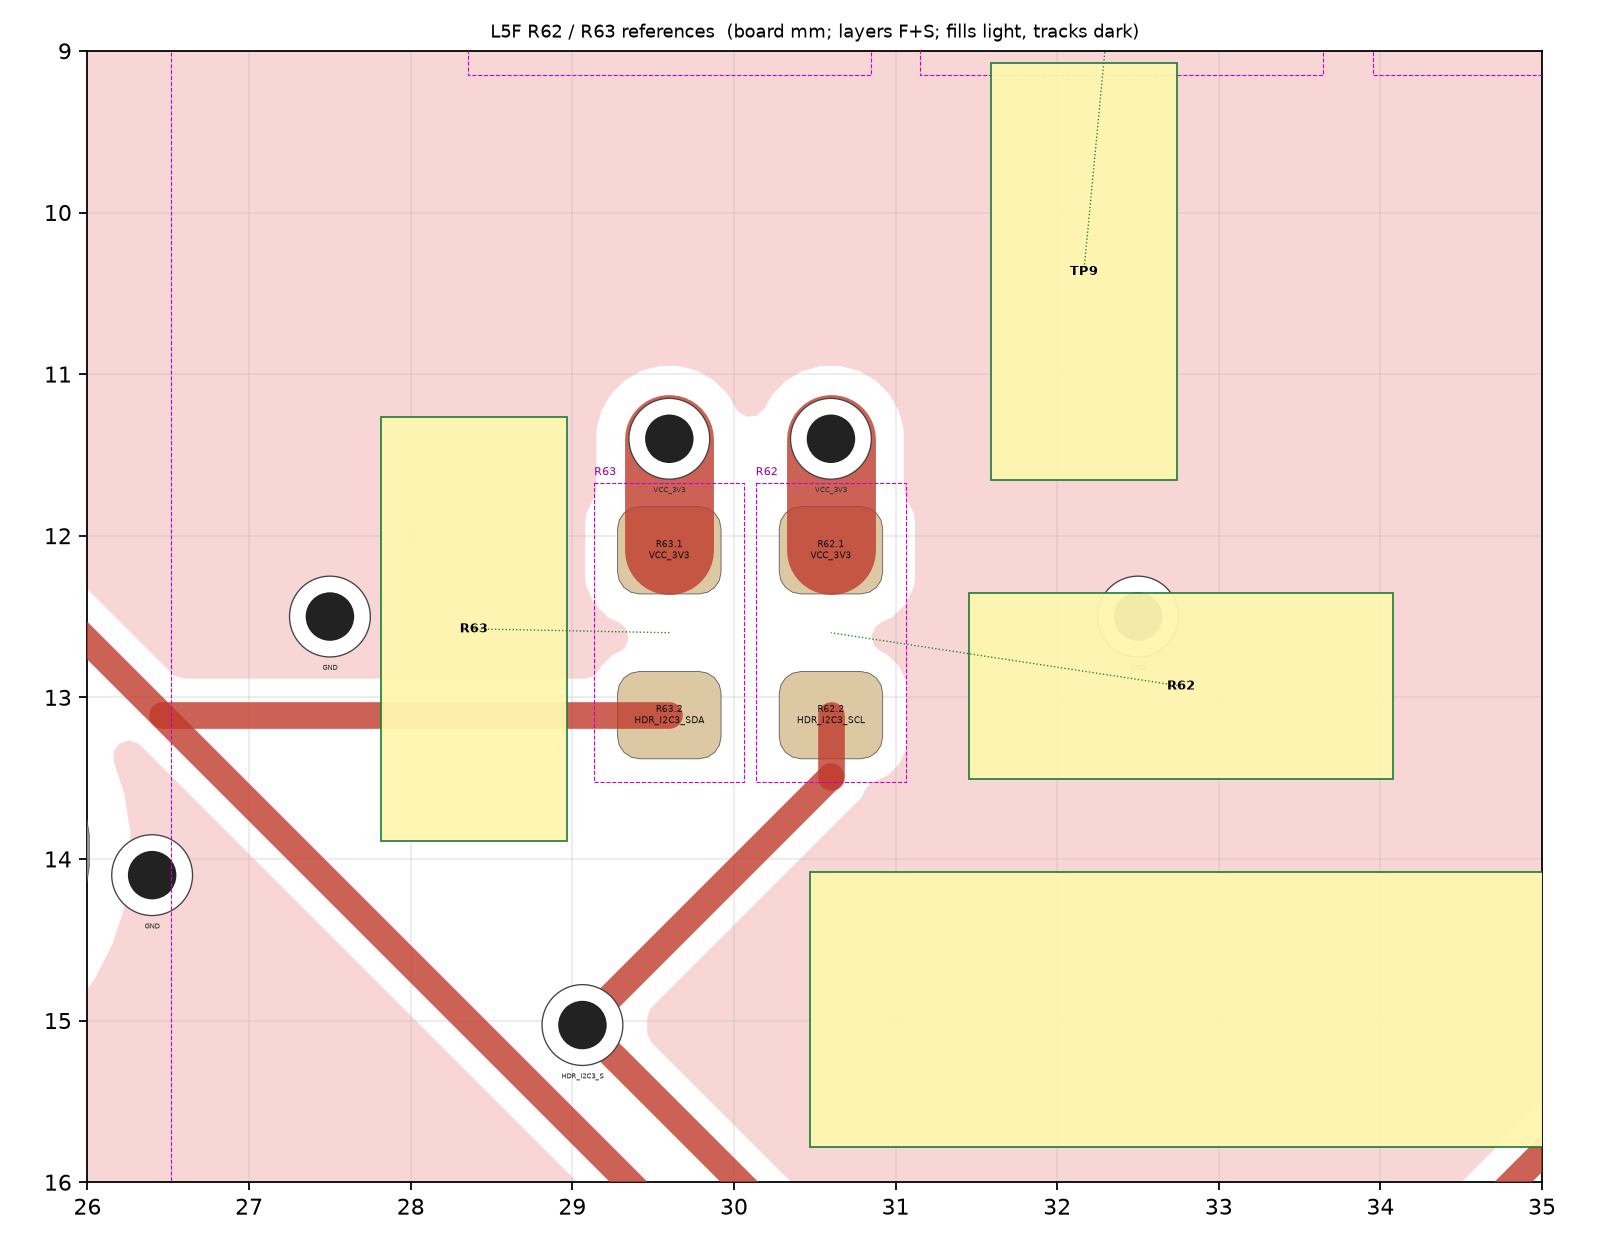 L5F R62 / R63 references (board mm; layers F+S; fills light, tracks dark)
9
10
TP9
11
R63
R62
VCC_3V3
VCC_3V3
12
R63.1
VCC_3V3
R62.1
VCC_3V3
R63
GND
R62
13
R63.2
HDR_I2C3_SDA
R62.2
HDR_I2C3_SCL
14
GND
15
HDR_I2C3_S
16
26
27
28
29
30
31
32
33
34
35